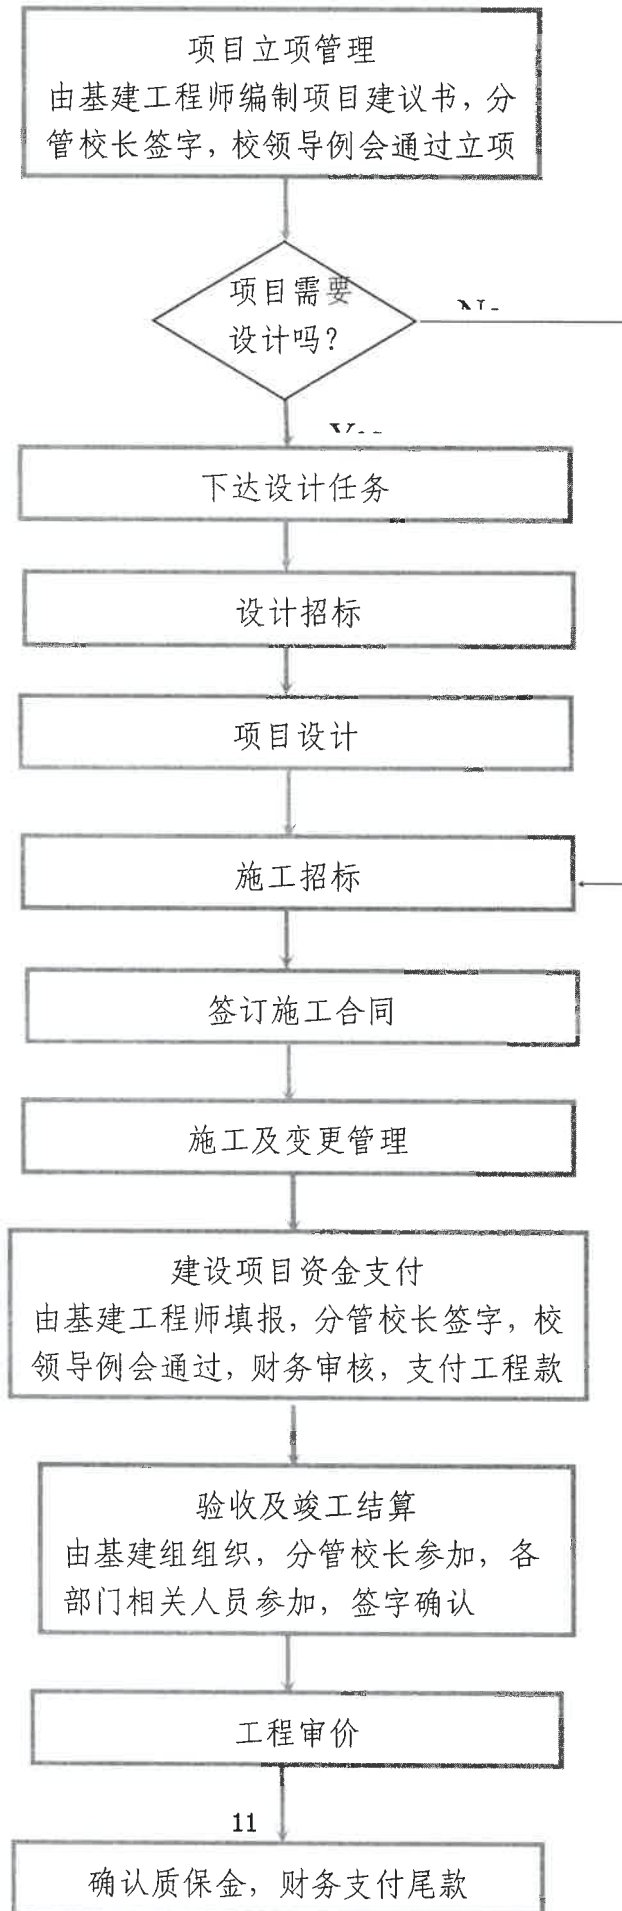 项目立项管理
由基建工程师编制项目建议书，分
管校长签字，校领导例会通过立项
项目需要
设计吗？
下达设计任务
设计招标
项目设计
施工招标
签订施工合同
施工及变更管理
建设项目资金支付
由基建工程师填报，分管校长签字，校
领导例会通过，财务审核，支付工程款
验收及竣工结算
由基建组组织，分管校长参加，各
部门相关人员参加，签字确认
工程审价
11
确认质保金，财务支付尾款